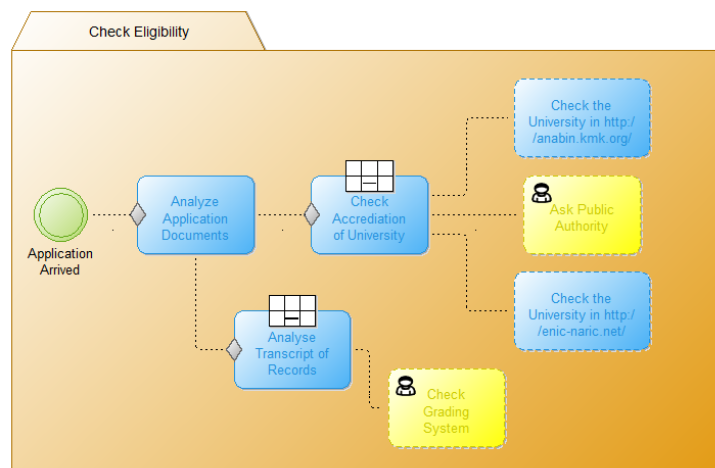 Check Eligibility
Check the
University in http:/
/anabin.kmk.org/
Analyze
Application
Documents
Check
Accrediation
of University
Ask Public
Authority
Application
Arrived
Check the
University in http:/
/enic-naric.net/
Analyse
Transcript of
Records
Check
Grading
System